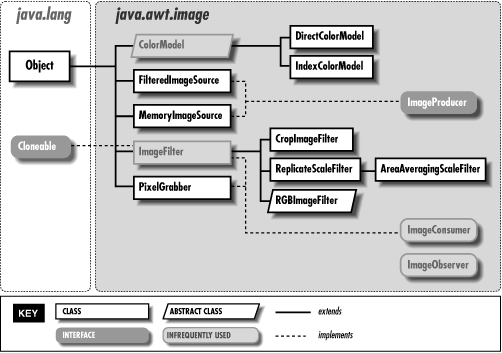 java.lang
java.awt.image
Object
Cloneable
ColorModel
DirectColorModel
IndexColorModel
FilteredImageSource
MemoryImageSource
ImageProducer
ImageFilter
CropImageFilter
ReplicateScaleFilter
AreaAveragingScaleFilter
RGBImageFilter
PixelGrabber
ImageConsumer
ImageObserver
KEY
CLASS
ABSTRACT CLASS
extends
INTERFACE
INFREQUENTLY USED
implements